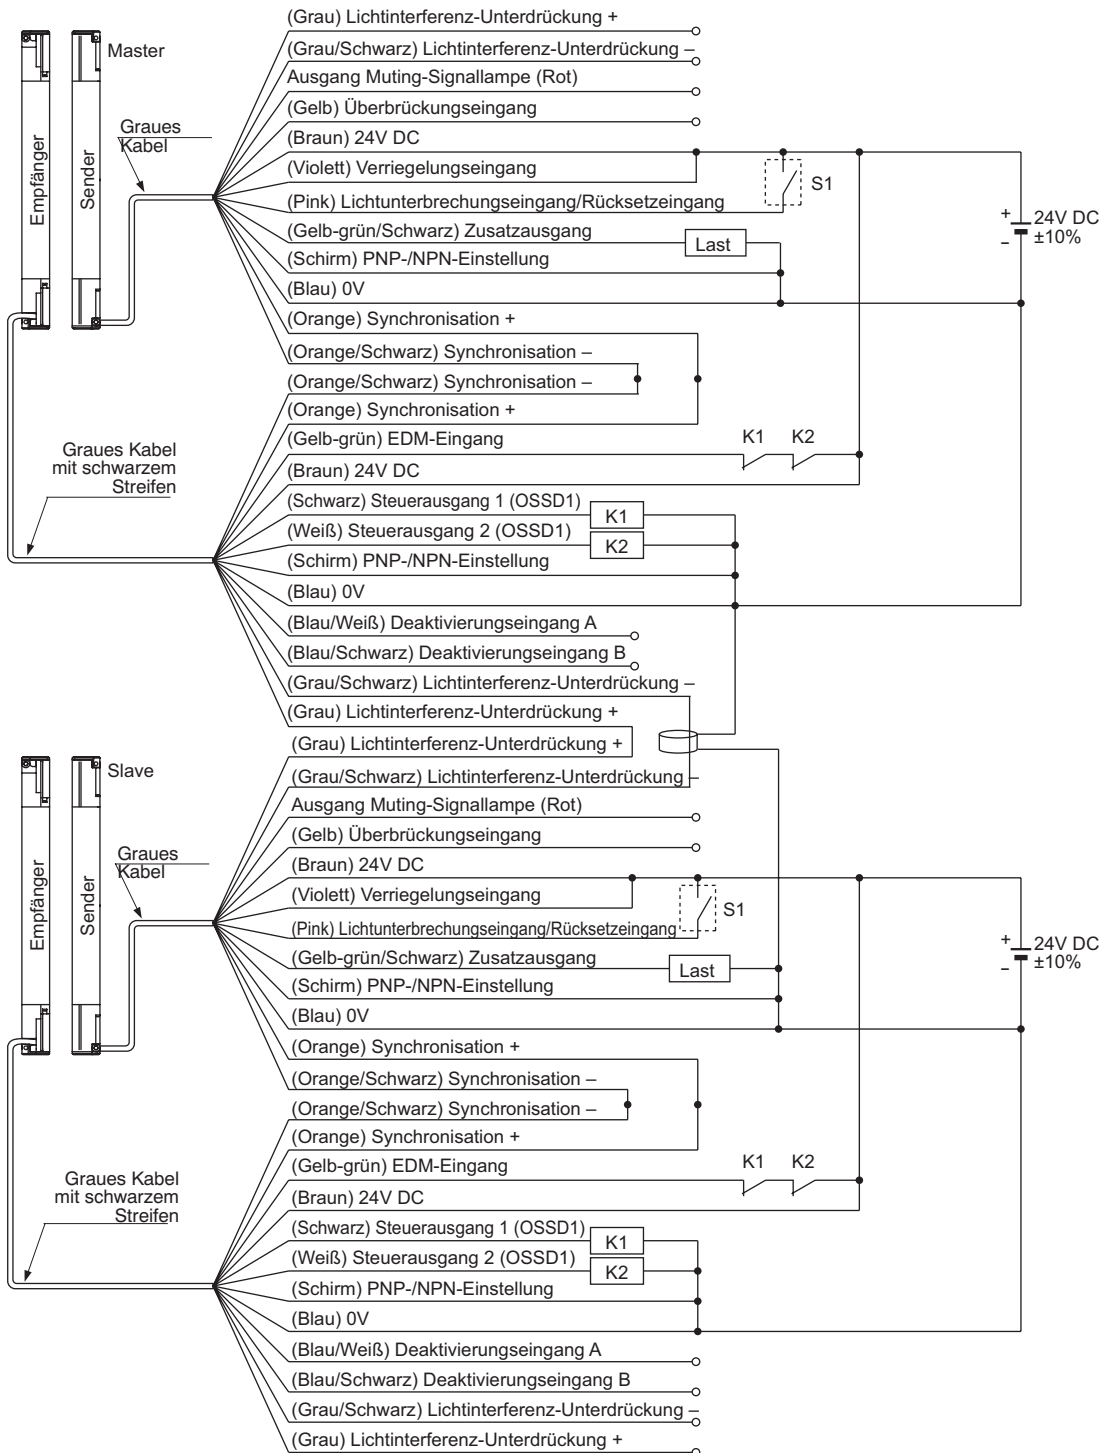 (Grau) Lichtinterferenz-Unterdrückung +
(Grau/Schwarz) Lichtinterferenz-Unterdrückung –
Master
Ausgang Muting-Signallampe (Rot)
(Gelb) Überbrückungseingang
Graues
Kabel
(Braun) 24V DC
(Violett) Verriegelungseingang
Empfänger
Sender
S1
(Pink) Lichtunterbrechungseingang/Rücksetzeingang
+
24V DC
±10%
–
(Gelb-grün/Schwarz) Zusatzausgang
Last
(Schirm) PNP-/NPN-Einstellung
(Blau) 0V
(Orange) Synchronisation +
(Orange/Schwarz) Synchronisation –
(Orange/Schwarz) Synchronisation –
(Orange) Synchronisation +
(Gelb-grün) EDM-Eingang
K1
K2
Graues Kabel
mit schwarzem
Streifen
(Braun) 24V DC
(Schwarz) Steuerausgang 1 (OSSD1)
K1
(Weiß) Steuerausgang 2 (OSSD1)
K2
(Schirm) PNP-/NPN-Einstellung
(Blau) 0V
(Blau/Weiß) Deaktivierungseingang A
(Blau/Schwarz) Deaktivierungseingang B
(Grau/Schwarz) Lichtinterferenz-Unterdrückung –
(Grau) Lichtinterferenz-Unterdrückung +
(Grau) Lichtinterferenz-Unterdrückung +
Slave
(Grau/Schwarz) Lichtinterferenz-Unterdrückung –
Ausgang Muting-Signallampe (Rot)
(Gelb) Überbrückungseingang
Graues
Kabel
(Braun) 24V DC
(Violett) Verriegelungseingang
Empfänger
Sender
S1
(Pink) Lichtunterbrechungseingang/Rücksetzeingang
+
24V DC
±10%
–
(Gelb-grün/Schwarz) Zusatzausgang
Last
(Schirm) PNP-/NPN-Einstellung
(Blau) 0V
(Orange) Synchronisation +
(Orange/Schwarz) Synchronisation –
(Orange/Schwarz) Synchronisation –
(Orange) Synchronisation +
(Gelb-grün) EDM-Eingang
K1
K2
Graues Kabel
mit schwarzem
Streifen
(Braun) 24V DC
(Schwarz) Steuerausgang 1 (OSSD1)
K1
(Weiß) Steuerausgang 2 (OSSD1)
K2
(Schirm) PNP-/NPN-Einstellung
(Blau) 0V
(Blau/Weiß) Deaktivierungseingang A
(Blau/Schwarz) Deaktivierungseingang B
(Grau/Schwarz) Lichtinterferenz-Unterdrückung –
(Grau) Lichtinterferenz-Unterdrückung +